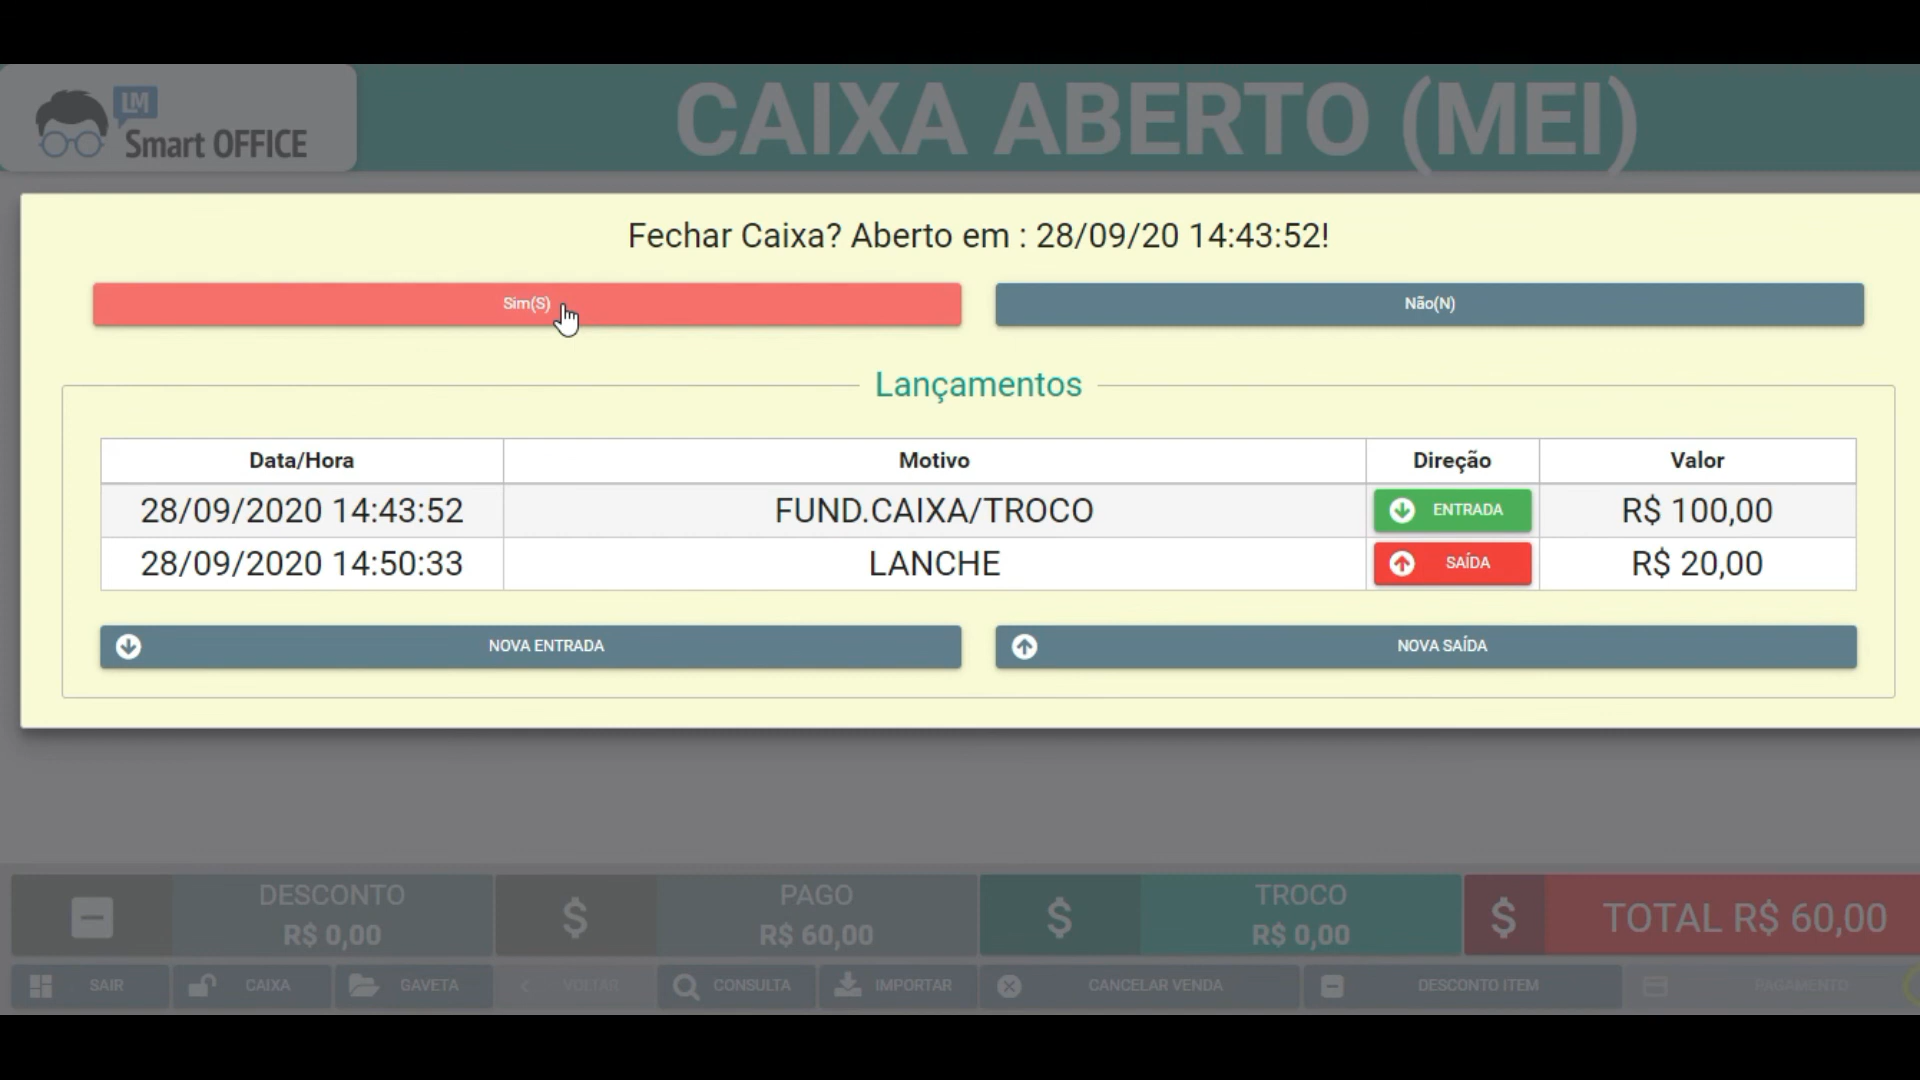 LM
Smart OFFICE
CAIXA ABERTO (MEI)
Fechar Caixa? Aberto em : 28/09/20 14:43:52!
Sim(S)
Não(N)
Lançamentos
Data/Hora Motivo Direção Valor
28/09/2020 14:43:52 FUND.CAIXA/TROCO ENTRADA R$ 100,00
28/09/2020 14:50:33 LANCHE SAÍDA R$ 20,00
NOVA ENTRADA
NOVA SAÍDA
DESCONTO
R$ 0,00
$
PAGO
R$ 60,00
$
TROCO
R$ 0,00
$
TOTAL R$ 60,00
SAIR
CAIXA
GAVETA
VOLTAR
CONSULTA
IMPORTAR
CANCELAR VENDA
DESCONTO ITEM
PAGAMENTO